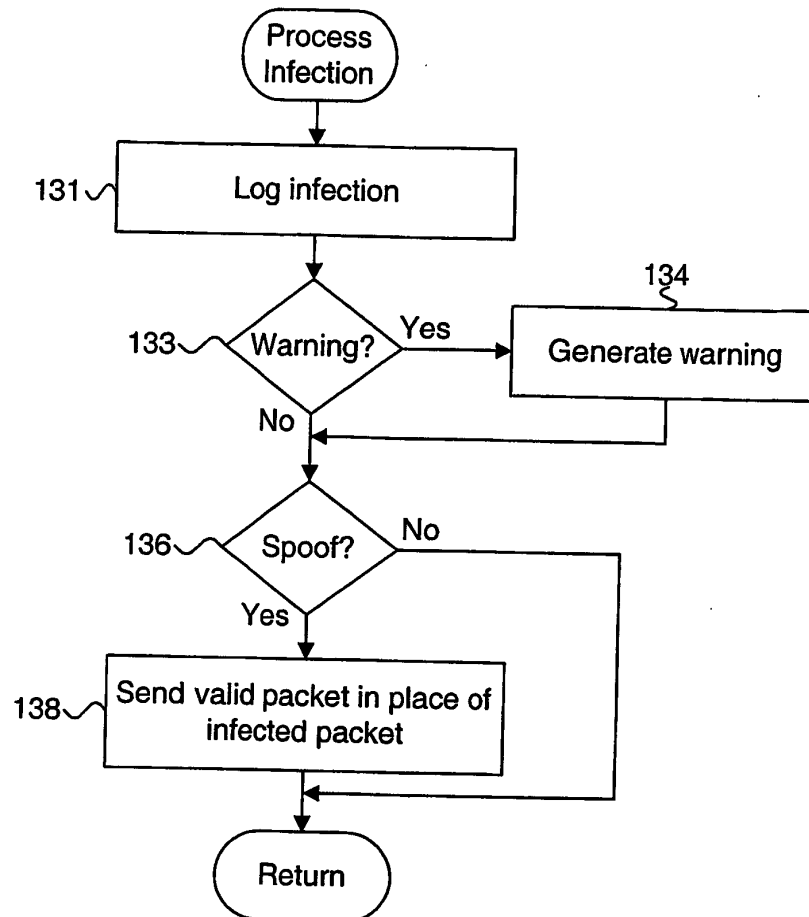 Process
Infection
131
Log infection
134
133
Warning?
Yes
Generate warning
No
136
Spoof?
No
Yes
138
Send valid packet in place of
infected packet
Return